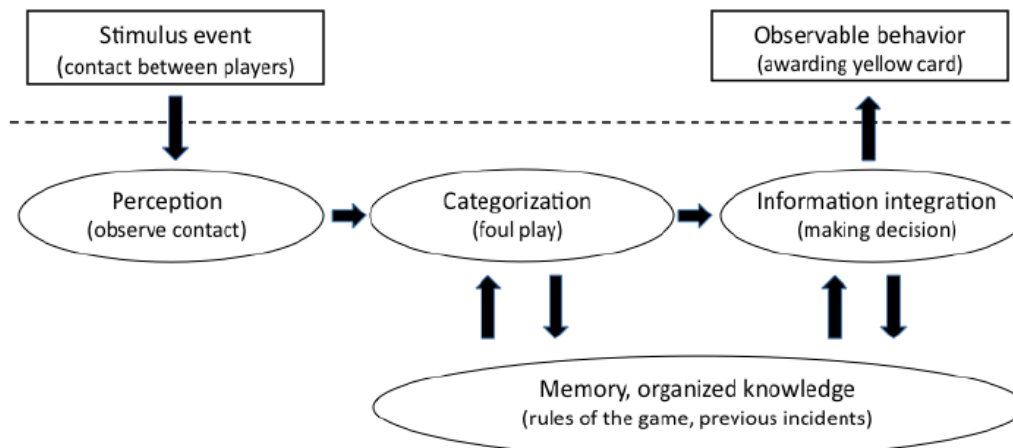 Stimulus event
(contact between players)
Observable behavior
(awarding yellow card)
Perception
(observe contact)
Categorization
(foul play)
Information integration
(making decision)
Memory, organized knowledge
(rules of the game, previous incidents)